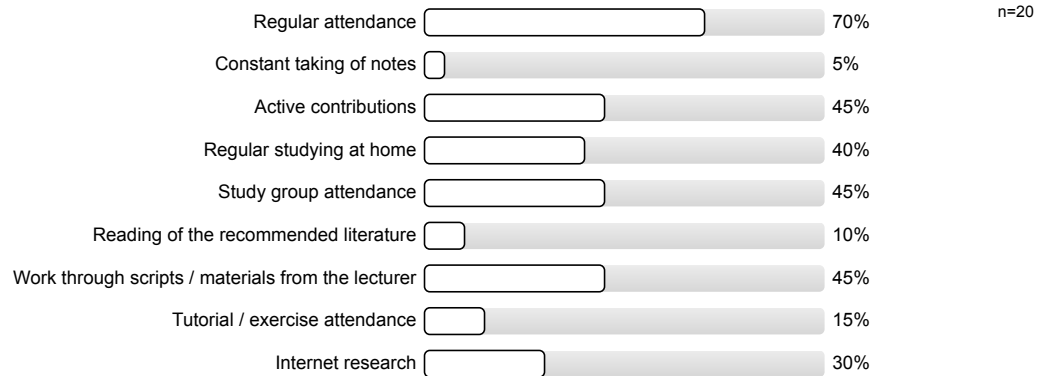 n=20
Regular attendance 70%
Constant taking of notes 5%
Active contributions 45%
Regular studying at home 40%
Study group attendance 45%
Reading of the recommended literature 10%
Work through scripts / materials from the lecturer 45%
Tutorial / exercise attendance 15%
Internet research 30%